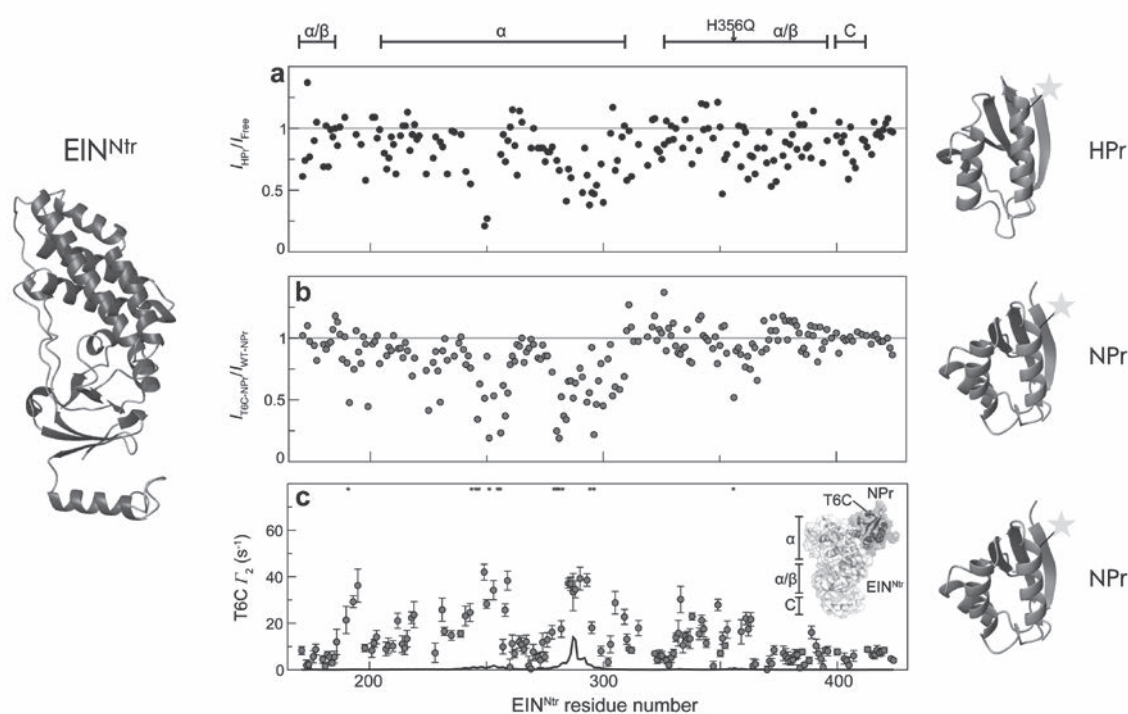 α/β
α
H356Q
α/β
C
a
1
0.5
0
I_HPr/I_Free
EIN^Ntr
HPr
b
1
0.5
0
I_T6C-NPr/I_WT-NPr
NPr
c
60
40
20
0
T6C Γ₂ (s⁻¹)
T6C
NPr
α
α/β
C
EIN^Ntr
NPr
200
300
400
EIN^Ntr residue number